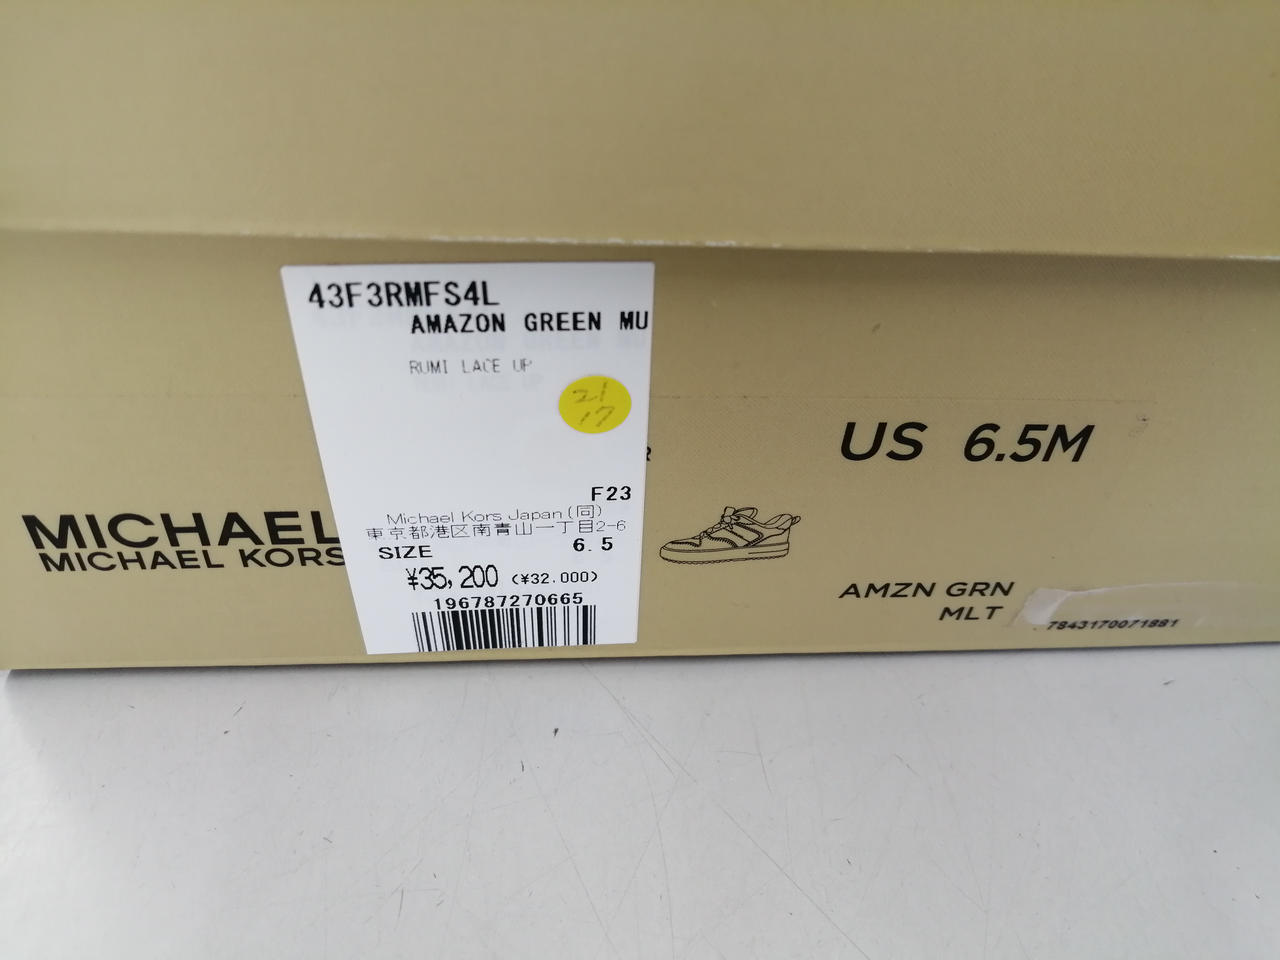 43F3RMFS4L
AMAZON GREEN MU
RUMI LACE UP
21
17
R
F23
Michael Kors Japan(同)
東京都港区南青山一丁目2-6
SIZE 6.5
¥35,200 (¥32.000)
196787270665
MICHAEL
MICHAEL KORS
US 6.5M
AMZN GRN
MLT
7843170071881